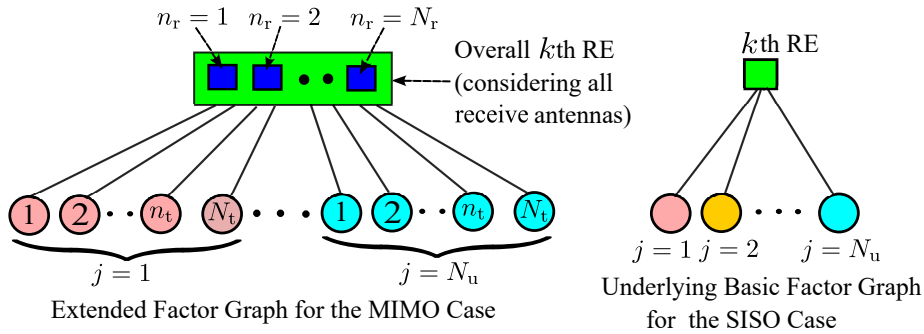 n_r = 1 n_r = 2 n_r = N_r
Overall kth RE
(considering all
receive antennas)
1 2 ·· n_t N_t ···· 1 2 ·· n_t N_t
j = 1 j = N_u
Extended Factor Graph for the MIMO Case
kth RE
j = 1 j = 2 ··· j = N_u
Underlying Basic Factor Graph
for the SISO Case